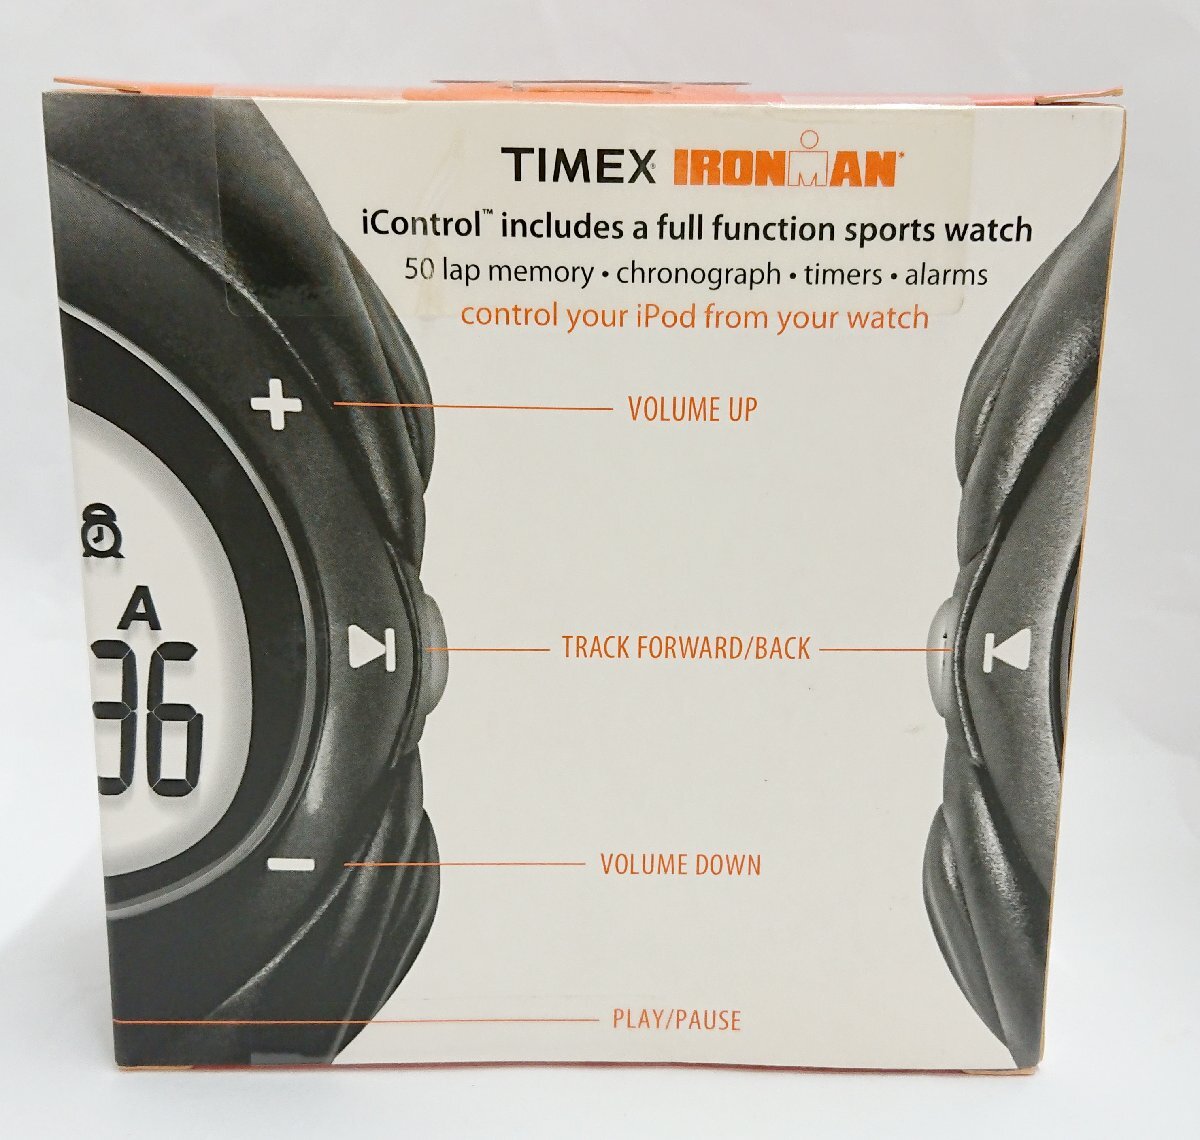 TIMEX IRONMAN*
iControl™ includes a full function sports watch
50 lap memory • chronograph • timers • alarms
control your iPod from your watch
+ VOLUME UP
A
36
TRACK FORWARD/BACK
– VOLUME DOWN
PLAY/PAUSE